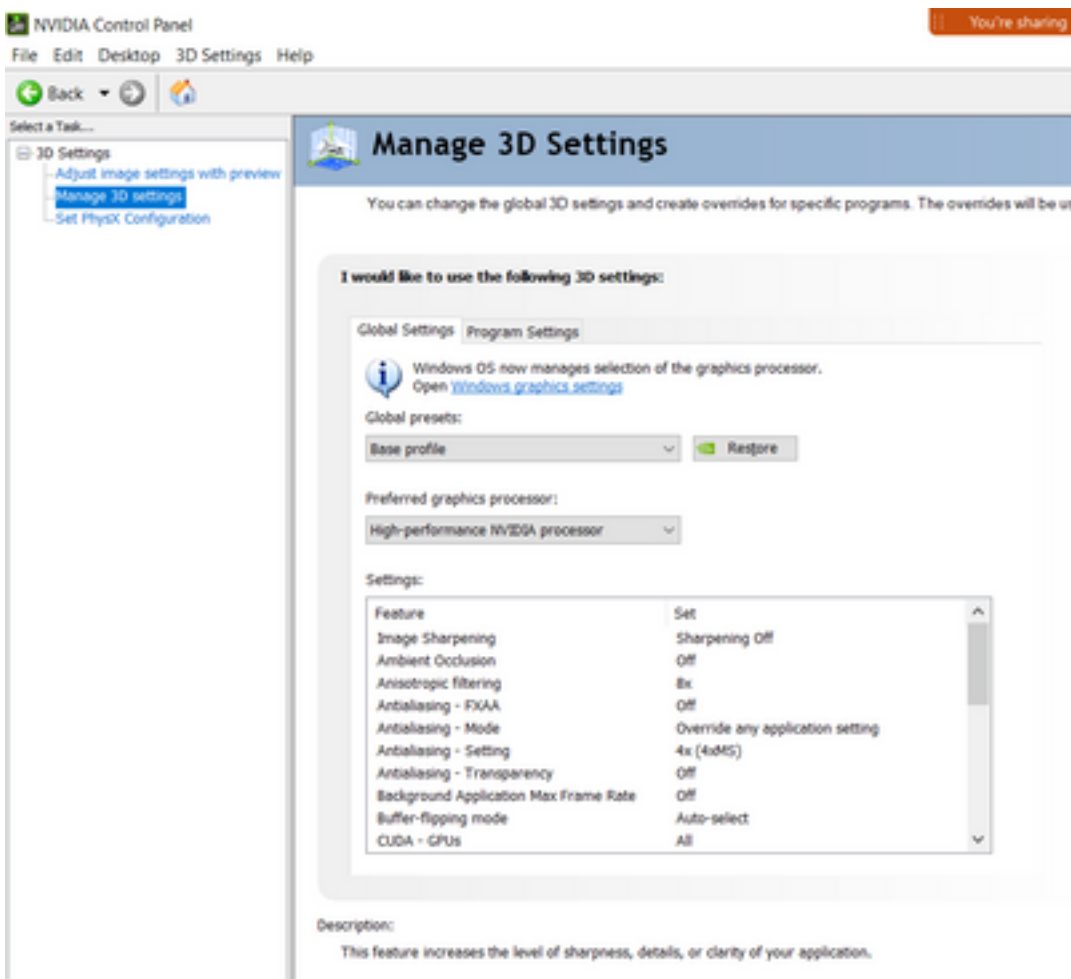 NVIDIA Control Panel
You're sharing
File Edit Desktop 3D Settings Help
Back
Select a Task...
3D Settings
Adjust image settings with preview
Manage 3D settings
Set PhysX Configuration
Manage 3D Settings
You can change the global 3D settings and create overrides for specific programs. The overrides will be us
I would like to use the following 3D settings:
Global Settings Program Settings
Windows OS now manages selection of the graphics processor.
Open Windows graphics settings
Global presets:
Base profile Restore
Preferred graphics processor:
High-performance NVIDIA processor
Settings:
Feature Set
Image Sharpening Sharpening Off
Ambient Occlusion Off
Anisotropic filtering 8x
Antialiasing - FXAA Off
Antialiasing - Mode Override any application setting
Antialiasing - Setting 4x (4xMS)
Antialiasing - Transparency Off
Background Application Max Frame Rate Off
Buffer-flipping mode Auto-select
CUDA - GPUs All
Description:
This feature increases the level of sharpness, details, or clarity of your application.